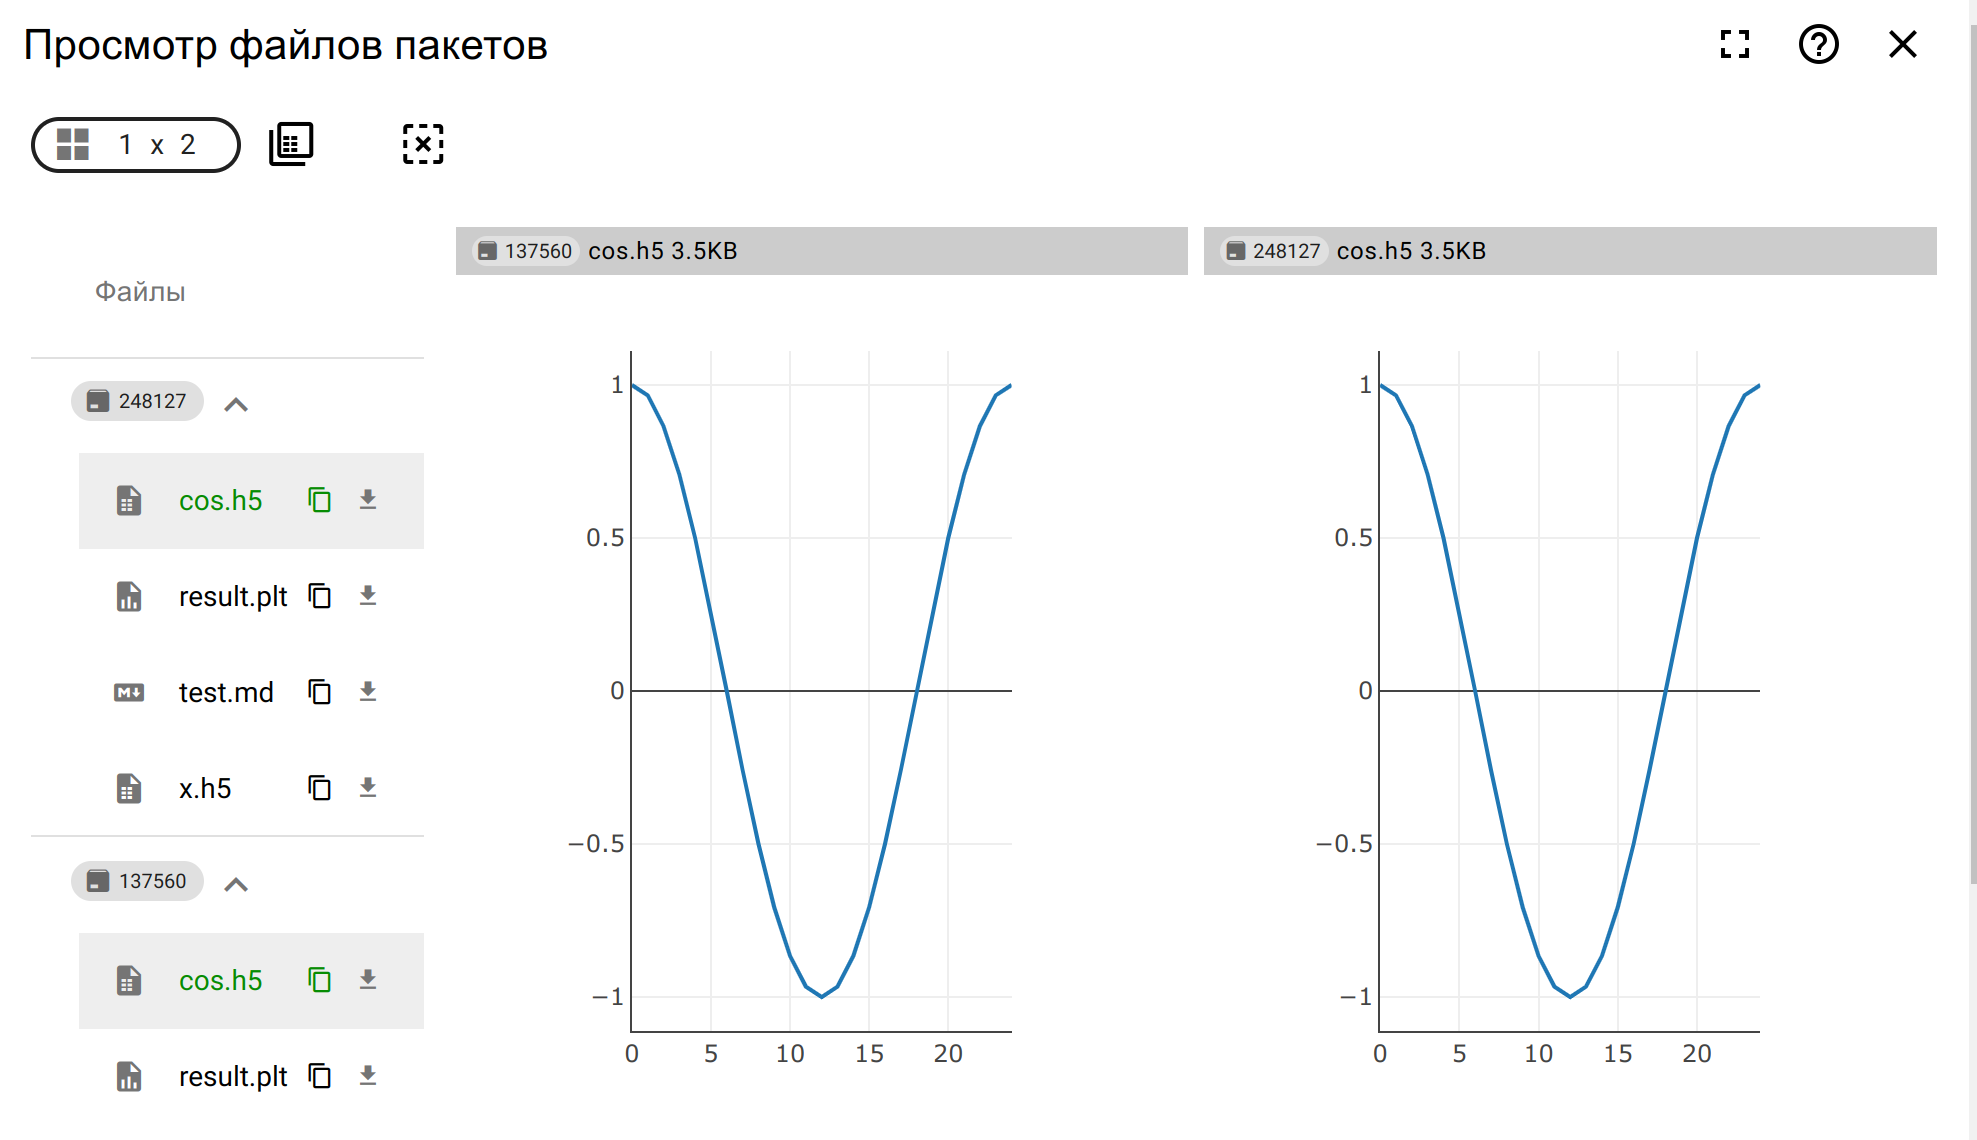 Просмотр файлов пакетов
1 x 2
Файлы
248127
cos.h5
result.plt
test.md
x.h5
137560
cos.h5
result.plt
137560 cos.h5 3.5KB
1
0.5
0
−0.5
−1
0 5 10 15 20
248127 cos.h5 3.5KB
1
0.5
0
−0.5
−1
0 5 10 15 20